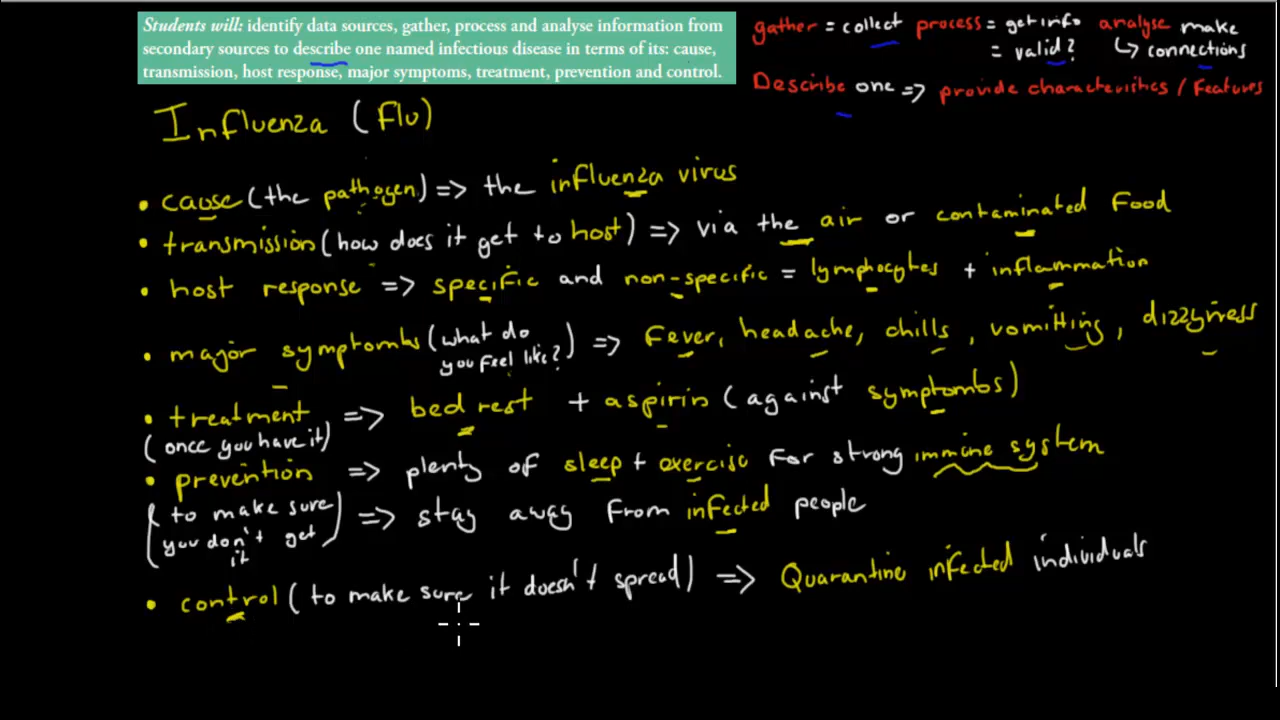 Students will: identify data sources, gather, process and analyse information from
secondary sources to describe one named infectious disease in terms of its: cause,
transmission, host response, major symptoms, treatment, prevention and control.
gather = collect process = get info analyse make
= valid? ↳ connections
Describe one => provide characteristics / features
Influenza (flu)
• cause (the pathogen) => the influenza virus
• transmission (how does it get to host) => via the air or contaminated food
• host response => specific and non-specific = lymphocytes + inflammation
• major symptombs (what do you feel like?) => Fever, headache, chills, vomitting, dizzyness
• treatment => bed rest + aspirin (against symptombs)
(once you have it)
• prevention => plenty of sleep + exercise for strong immine system
(to make sure you don't get it) => stay away from infected people
• control (to make sure it doesn't spread) => Quarantine infected individuals